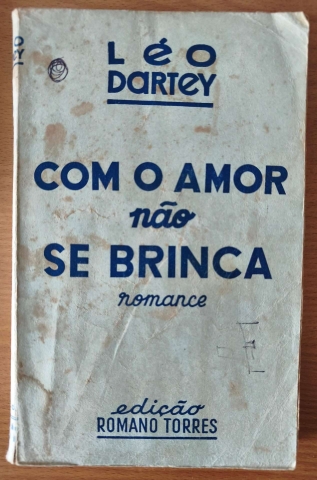 LéO
DARTEY
COM O AMOR
não
SE BRINCA
romance
edição
ROMANO TORRES